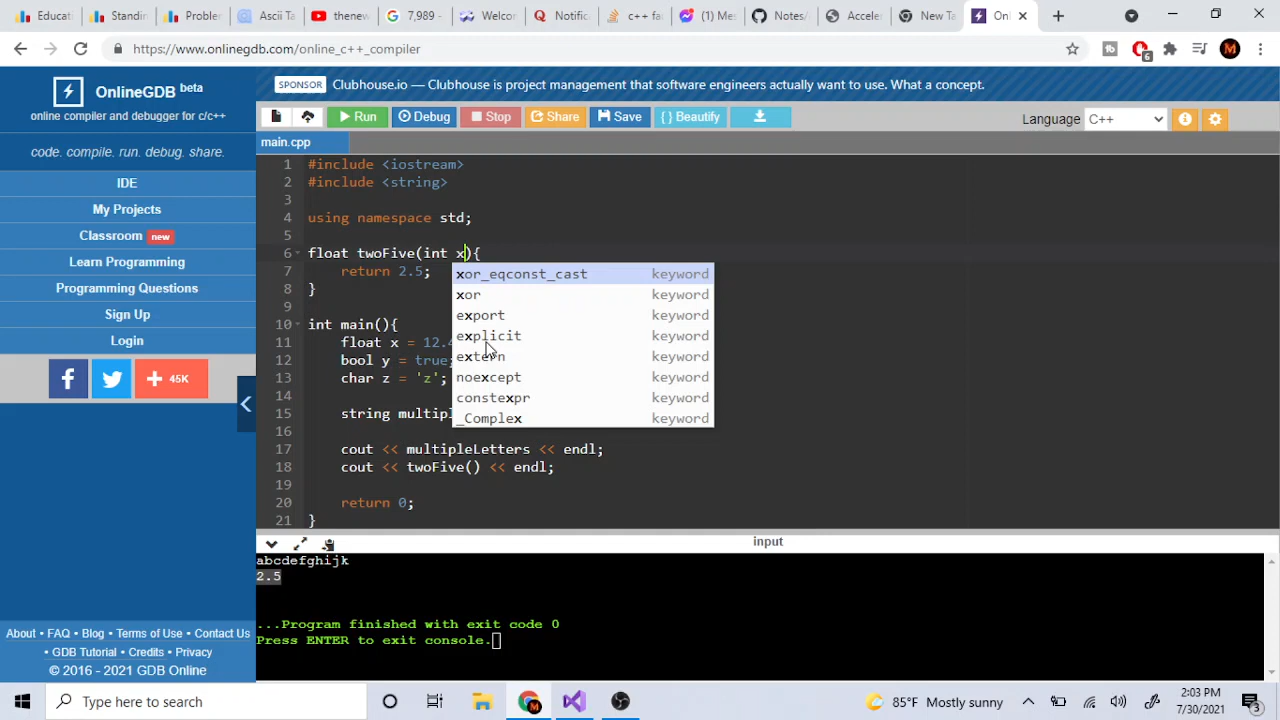 Educat
Standin
Problem
Ascii Ta
thenew
7,989 -
Welcon
Notific
c++ fa
(1) Mes
Notes/
Acceler
New Ta
Onl
https://www.onlinegdb.com/online_c++_compiler
6
M
OnlineGDB beta
online compiler and debugger for c/c++
code. compile. run. debug. share.
IDE
My Projects
Classroom new
Learn Programming
Programming Questions
Sign Up
Login
45K
About • FAQ • Blog • Terms of Use • Contact Us
• GDB Tutorial • Credits • Privacy
© 2016 - 2021 GDB Online
SPONSOR Clubhouse.io — Clubhouse is project management that software engineers actually want to use. What a concept.
Run Debug Stop Share Save { } Beautify
Language C++
main.cpp
1 #include <iostream>
2 #include <string>
3
4 using namespace std;
5
6 float twoFive(int x){
7 return 2.5;
8 }
9
10 int main(){
11 float x = 12.4
12 bool y = true;
13 char z = 'z';
14
15 string multipl
16
17 cout << multipleLetters << endl;
18 cout << twoFive() << endl;
19
20 return 0;
21 }
xor_eqconst_cast keyword
xor keyword
export keyword
explicit keyword
extern keyword
noexcept keyword
constexpr keyword
_Complex keyword
input
abcdefghijk
2.5
...Program finished with exit code 0
Press ENTER to exit console.
Type here to search
85°F Mostly sunny
2:03 PM
7/30/2021
3